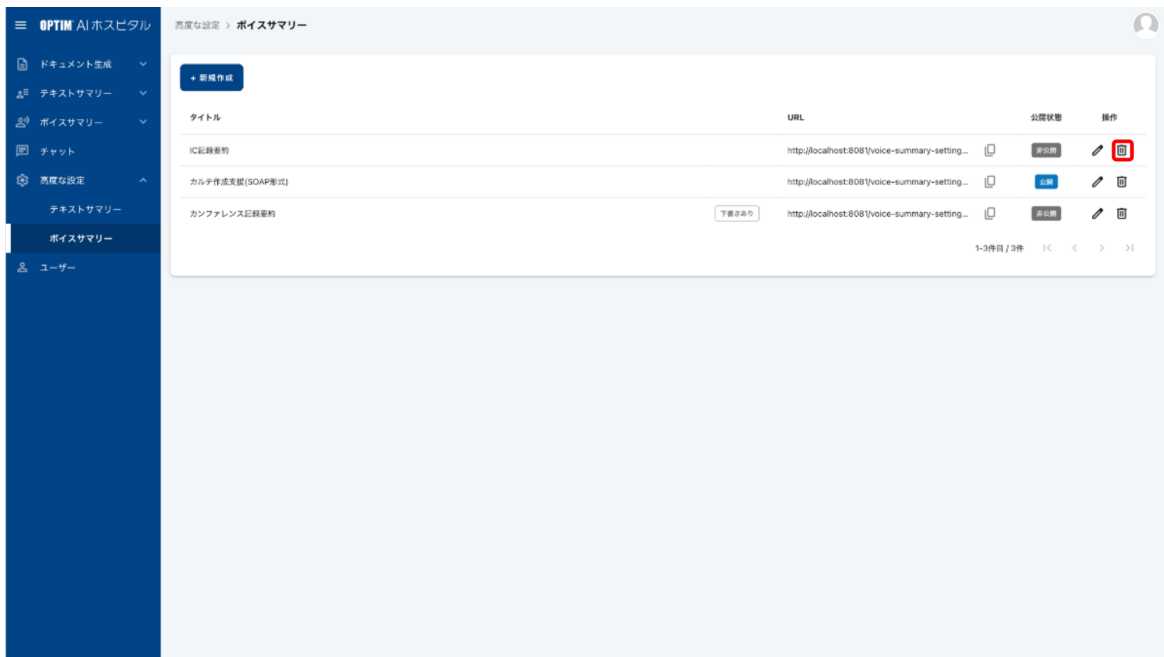 OPTIM AI ホスピタル
高度な設定 > ボイスサマリー
ドキュメント生成
テキストサマリー
ボイスサマリー
チャット
高度な設定
テキストサマリー
ボイスサマリー
ユーザー
+ 新規作成
タイトル URL 公開状態 操作
IC記録要約 http://localhost:8081/voice-summary-setting... 非公開
カルテ作成支援(SOAP形式) http://localhost:8081/voice-summary-setting... 公開
カンファレンス記録要約 下書きあり http://localhost:8081/voice-summary-setting... 非公開
1-3件目 / 3件